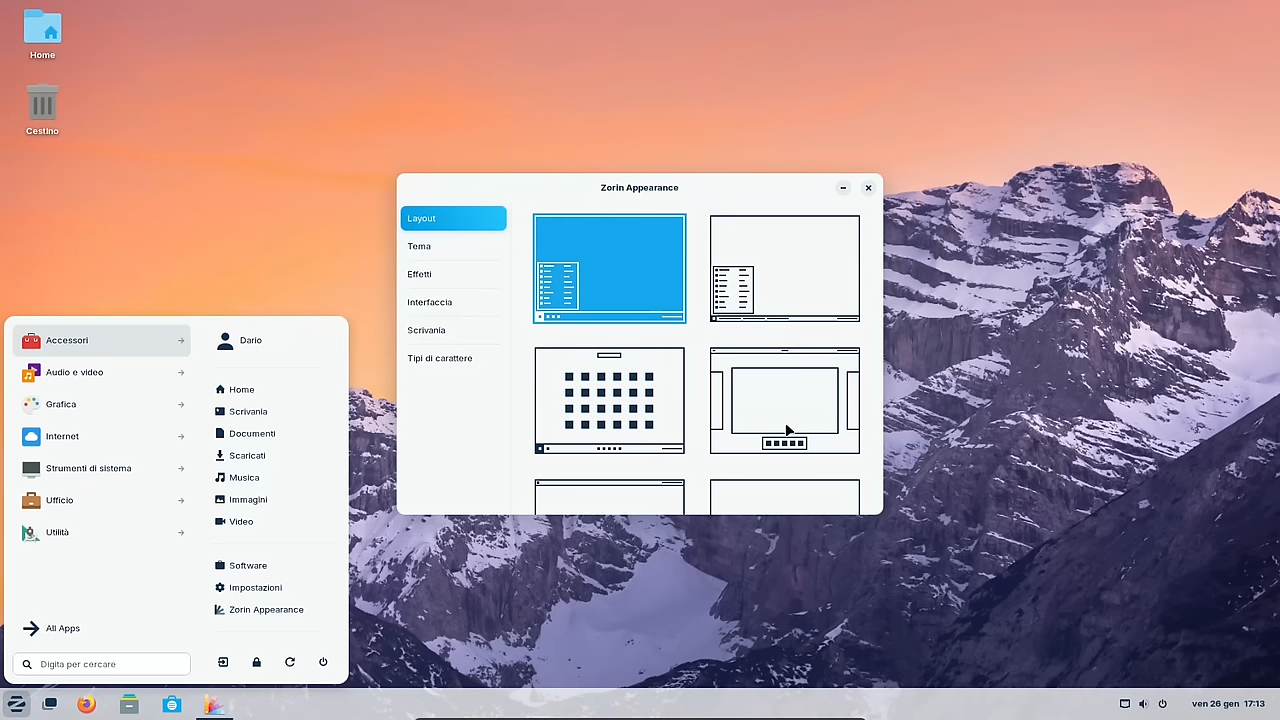 Home
Cestino
Zorin Appearance
Layout
Tema
Effetti
Interfaccia
Scrivania
Tipi di carattere
Accessori
Audio e video
Grafica
Internet
Strumenti di sistema
Ufficio
Utilità
All Apps
Digita per cercare
Dario
Home
Scrivania
Documenti
Scaricati
Musica
Immagini
Video
Software
Impostazioni
Zorin Appearance
ven 26 gen 17:13